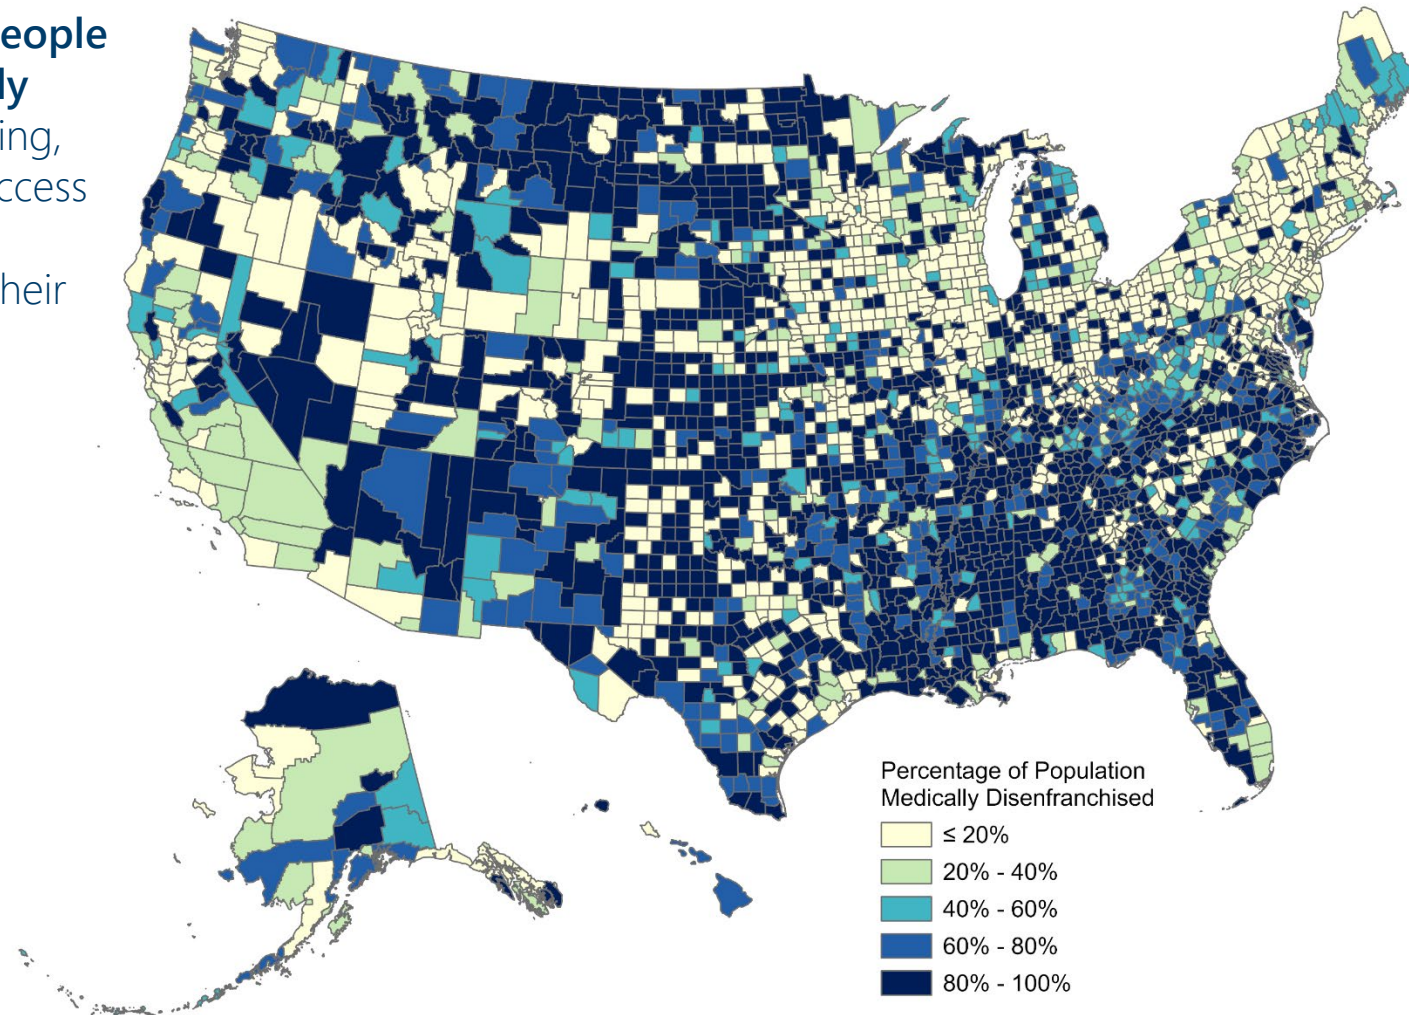 eople
ly
ing,
ccess
heir
Percentage of Population
Medically Disenfranchised
≤ 20%
20% - 40%
40% - 60%
60% - 80%
80% - 100%